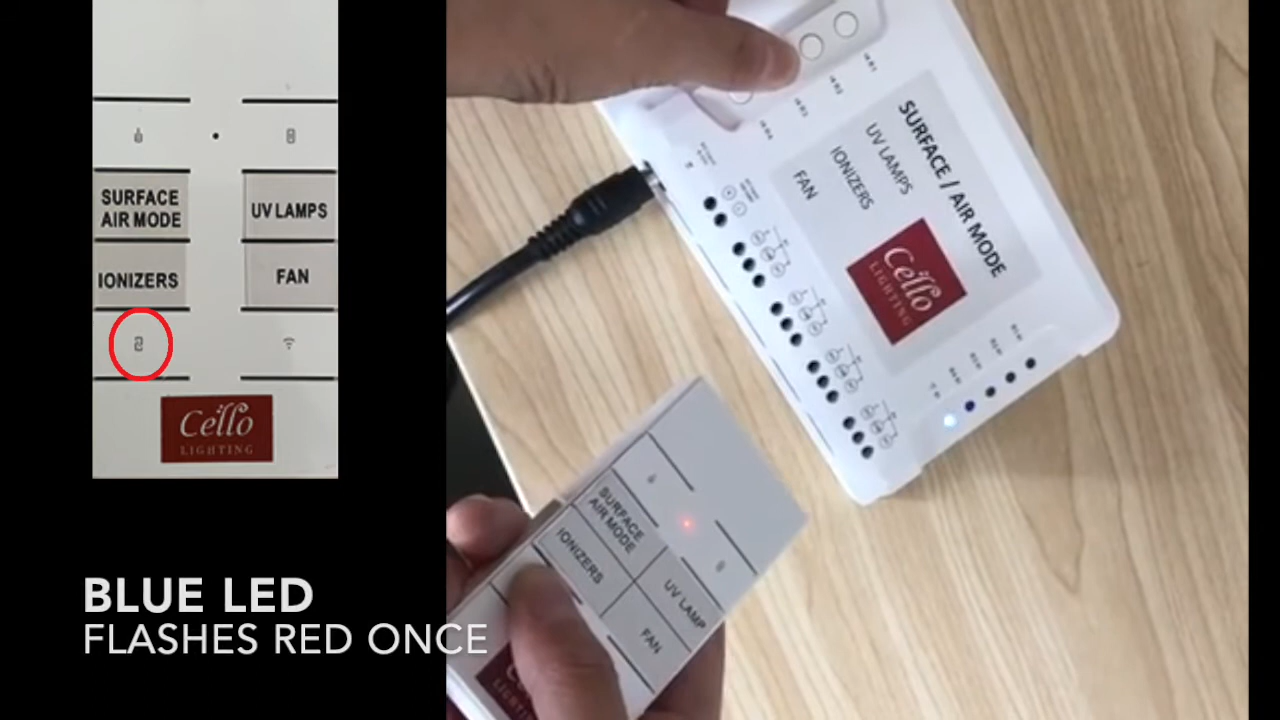 SURFACE
AIR MODE
UV LAMPS
IONIZERS
FAN
Cello
LIGHTING
BLUE LED
FLASHES RED ONCE
SURFACE / AIR MODE
UV LAMPS
IONIZERS
FAN
Cello
LIGHTING
SURFACE
AIR MODE
IONIZERS
UV LAMP
FAN